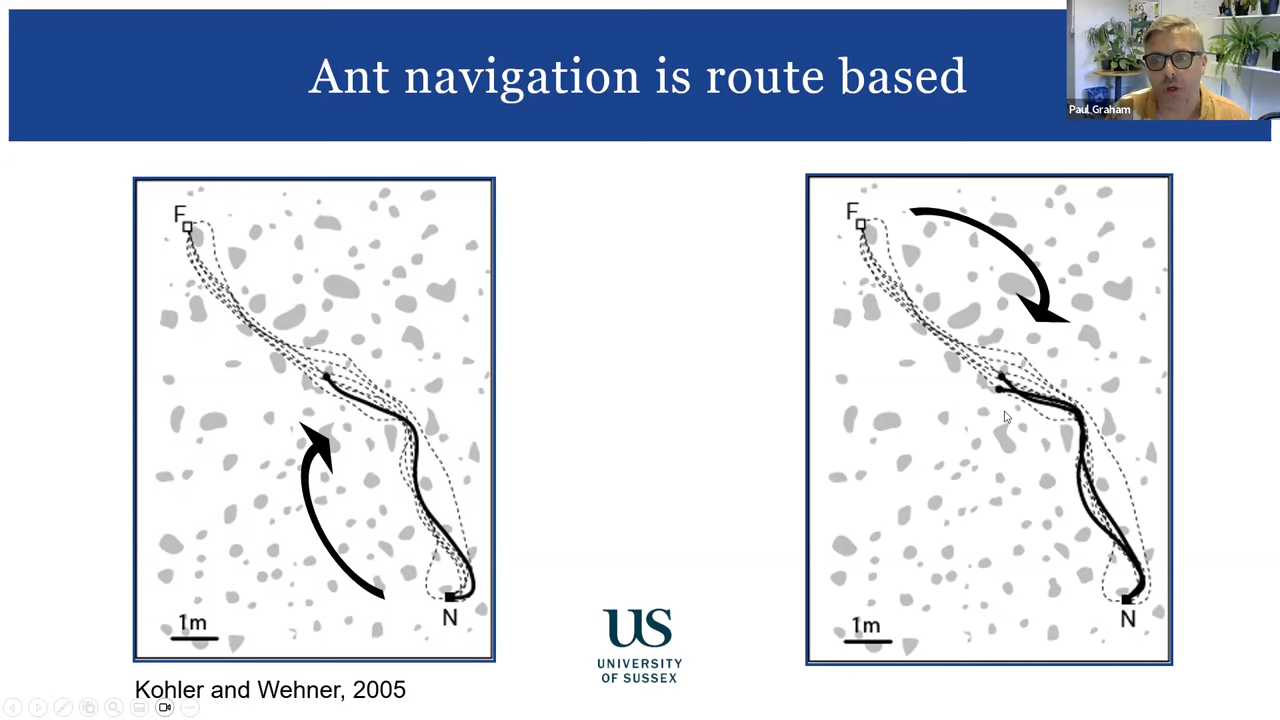 Ant navigation is route based
Paul Graham
F
N
1m
F
N
1m
US
UNIVERSITY
OF SUSSEX
Kohler and Wehner, 2005